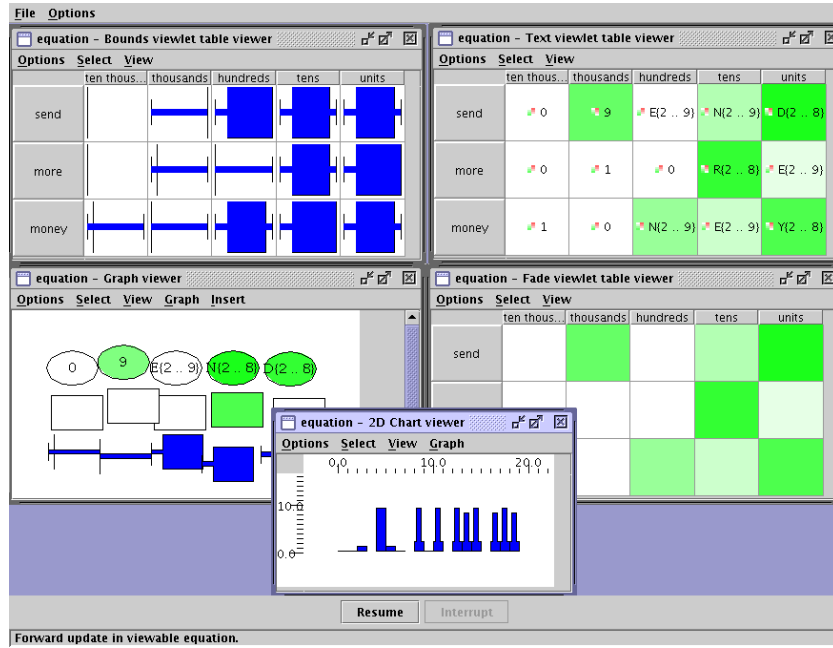 File Options
equation – Bounds viewlet table viewer
Options Select View
ten thous... thousands hundreds tens units
send
more
money
equation – Text viewlet table viewer
Options Select View
ten thous... thousands hundreds tens units
send 0 9 E{2 .. 9} N{2 .. 9} D{2 .. 8}
more 0 1 0 R{2 .. 8} E{2 .. 9}
money 1 0 N{2 .. 9} E{2 .. 9} Y{2 .. 8}
equation – Graph viewer
Options Select View Graph Insert
0 9 E{2 .. 9} N{2 .. 8} D{2 .. 8}
equation – Fade viewlet table viewer
Options Select View
ten thous... thousands hundreds tens units
send
equation – 2D Chart viewer
Options Select View Graph
0.0 10.0 20.0
10.0
0.0
Resume Interrupt
Forward update in viewable equation.